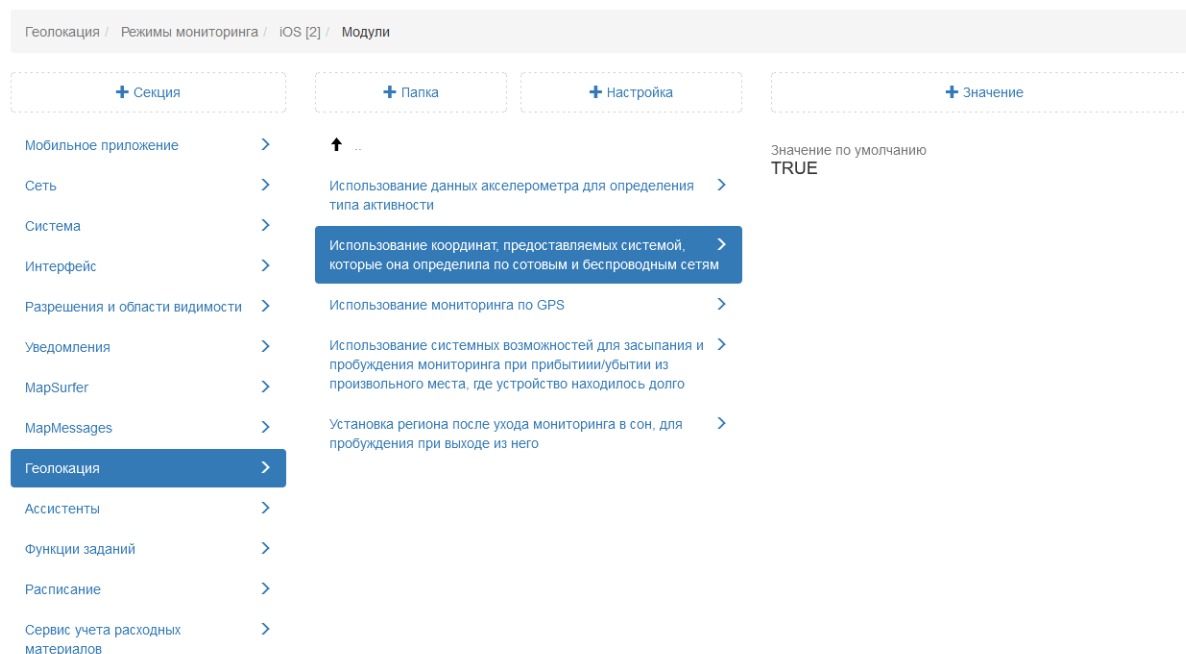 Геолокация / Режимы мониторинга / iOS [2] / Модули
+ Секция
Мобильное приложение
Сеть
Система
Интерфейс
Разрешения и области видимости
Уведомления
MapSurfer
MapMessages
Геолокация
Ассистенты
Функции заданий
Расписание
Сервис учета расходных
материалов
+ Папка
+ Настройка
..
Использование данных акселерометра для определения
типа активности
Использование координат, предоставляемых системой,
которые она определила по сотовым и беспроводным сетям
Использование мониторинга по GPS
Использование системных возможностей для засыпания и
пробуждения мониторинга при прибытиии/убытии из
произвольного места, где устройство находилось долго
Установка региона после ухода мониторинга в сон, для
пробуждения при выходе из него
+ Значение
Значение по умолчанию
TRUE